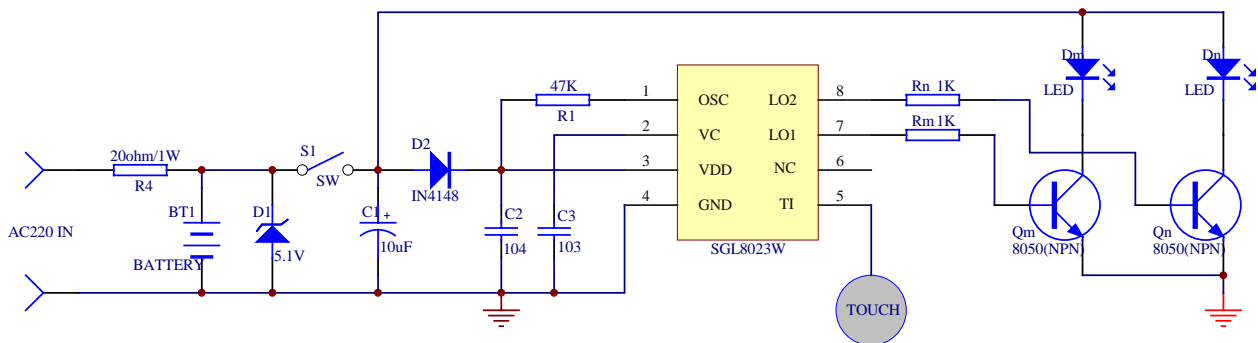 Dm
Dn
LED
LED
47K
R1
1
OSC
LO2
8
Rn 1K
2
VC
LO1
7
Rm 1K
3
VDD
NC
6
4
GND
TI
5
SGL8023W
S1
SW
D2
IN4148
20ohm/1W
R4
AC220 IN
BT1
BATTERY
D1
5.1V
C1
+
10uF
C2
104
C3
103
Qm
8050(NPN)
Qn
8050(NPN)
TOUCH